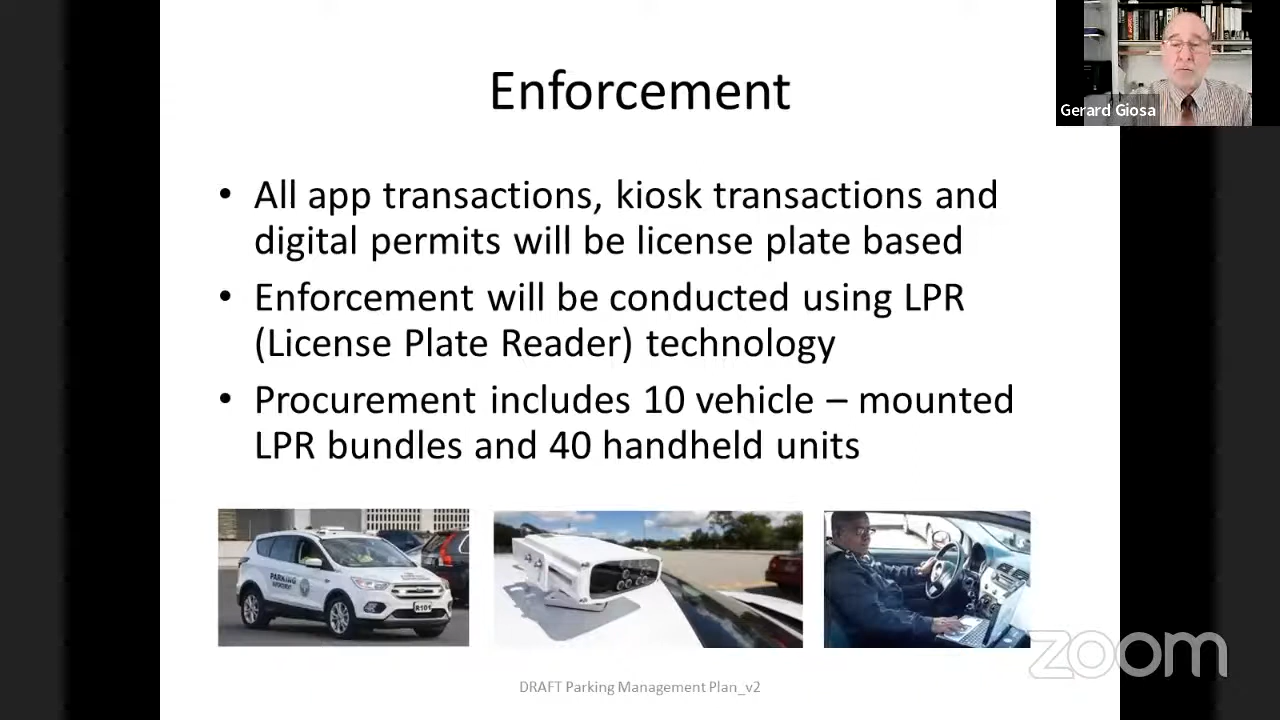 Enforcement
Gerard Giosa
• All app transactions, kiosk transactions and
digital permits will be license plate based
• Enforcement will be conducted using LPR
(License Plate Reader) technology
• Procurement includes 10 vehicle – mounted
LPR bundles and 40 handheld units
PARKING
R101
zoom
DRAFT Parking Management Plan_v2